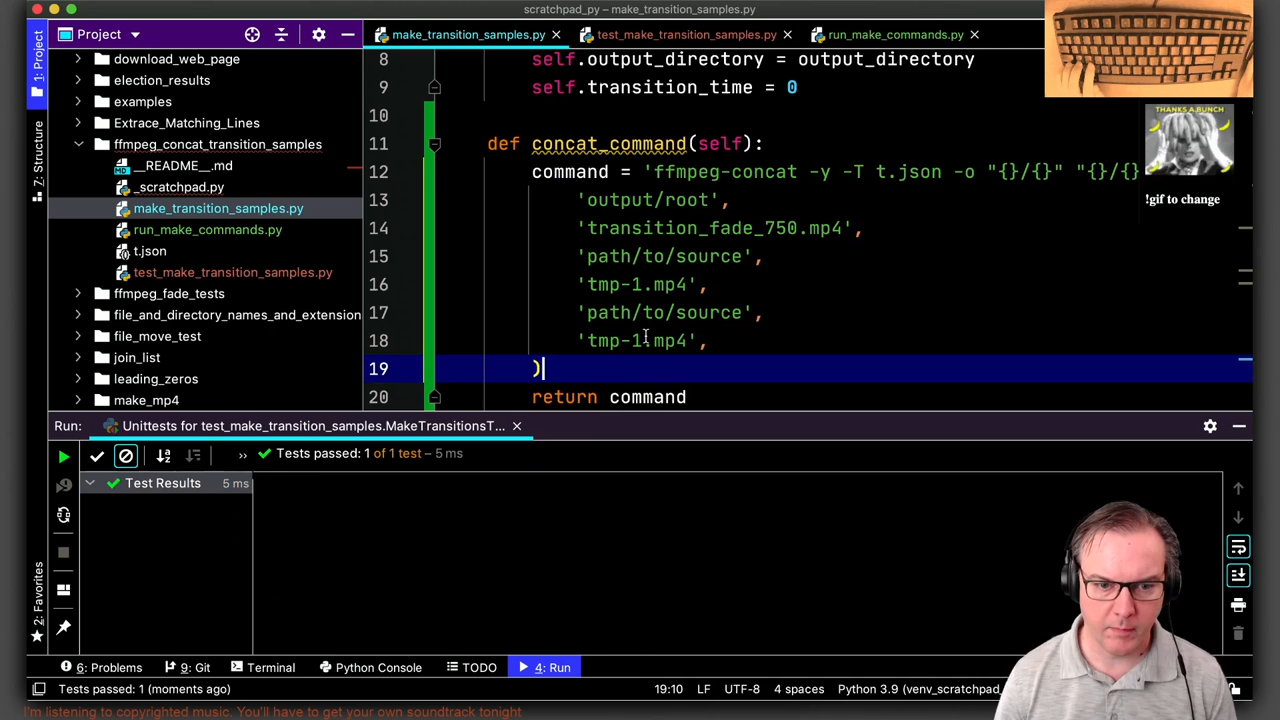 scratchpad_py – make_transition_samples.py
Project
make_transition_samples.py
test_make_transition_samples.py
run_make_commands.py
1: Project
7: Structure
2: Favorites
download_web_page
election_results
examples
Extrace_Matching_Lines
ffmpeg_concat_transition_samples
__README__.md
_scratchpad.py
make_transition_samples.py
run_make_commands.py
t.json
test_make_transition_samples.py
ffmpeg_fade_tests
file_and_directory_names_and_extension
file_move_test
join_list
leading_zeros
make_mp4
8 self.output_directory = output_directory
9 self.transition_time = 0
10
11 def concat_command(self):
12 command = 'ffmpeg-concat -y -T t.json -o "{}/{}" "{}/{}
13 'output/root',
14 'transition_fade_750.mp4',
15 'path/to/source',
16 'tmp-1.mp4',
17 'path/to/source',
18 'tmp-1.mp4',
19 )
20 return command
THANKS A BUNCH
!gif to change
Run: Unittests for test_make_transition_samples.MakeTransitionsT...
Tests passed: 1 of 1 test – 5 ms
Test Results 5 ms
6: Problems 9: Git Terminal Python Console TODO 4: Run
Tests passed: 1 (moments ago) 19:10 LF UTF-8 4 spaces Python 3.9 (venv_scratchpad_
I'm listening to copyrighted music. You'll have to get your own soundtrack tonight